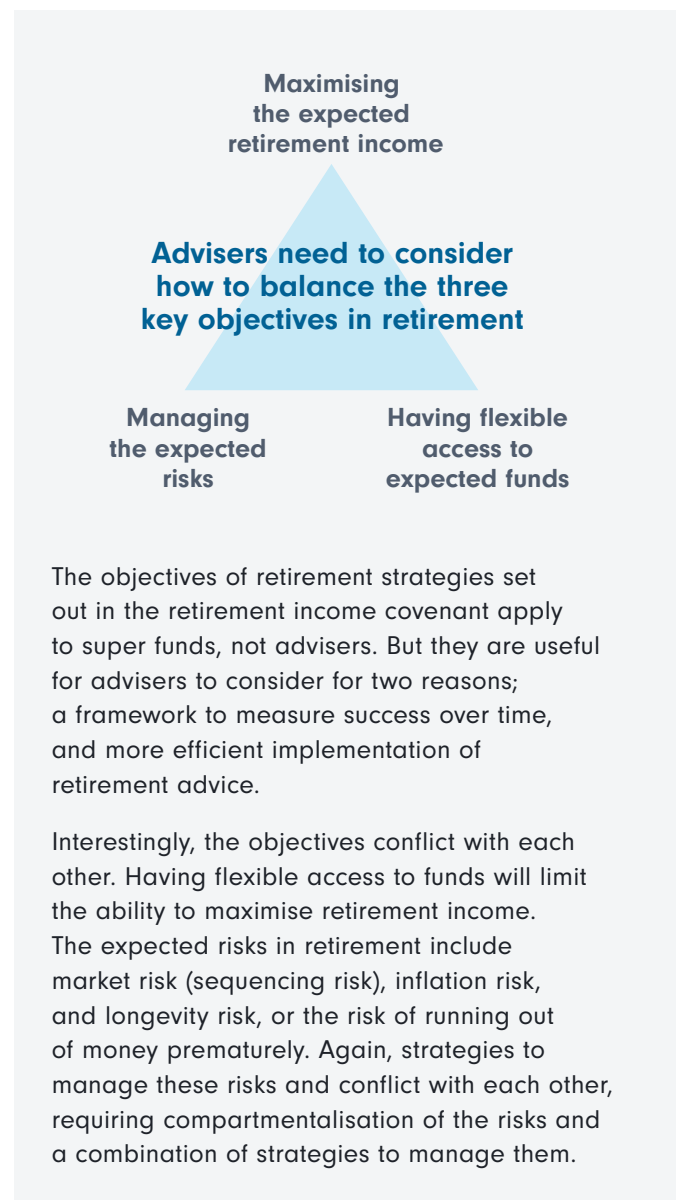 Maximising
the expected
retirement income
Advisers need to consider
how to balance the three
key objectives in retirement
Managing
the expected
risks
Having flexible
access to
expected funds
The objectives of retirement strategies set
out in the retirement income covenant apply
to super funds, not advisers. But they are useful
for advisers to consider for two reasons;
a framework to measure success over time,
and more efficient implementation of
retirement advice.
Interestingly, the objectives conflict with each
other. Having flexible access to funds will limit
the ability to maximise retirement income.
The expected risks in retirement include
market risk (sequencing risk), inflation risk,
and longevity risk, or the risk of running out
of money prematurely. Again, strategies to
manage these risks and conflict with each other,
requiring compartmentalisation of the risks and
a combination of strategies to manage them.